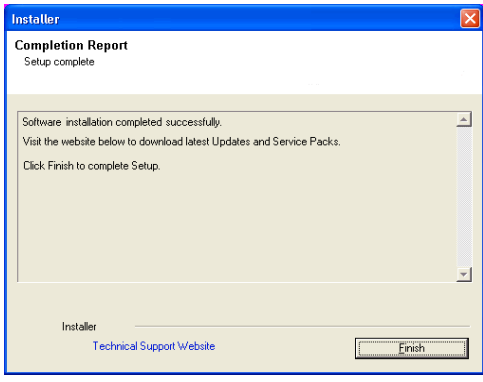 Installer
Completion Report
Setup complete
Software installation completed successfully.
Visit the website below to download latest Updates and Service Packs.
Click Finish to complete Setup.
Installer
Technical Support Website
Finish